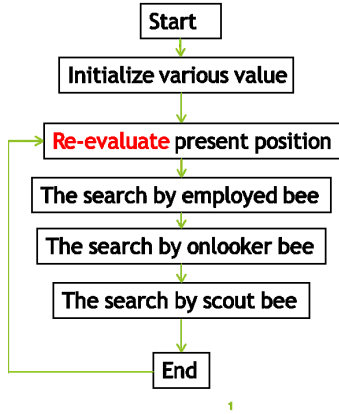 Start
Initialize various value
Re-evaluate present position
The search by employed bee
The search by onlooker bee
The search by scout bee
End
1